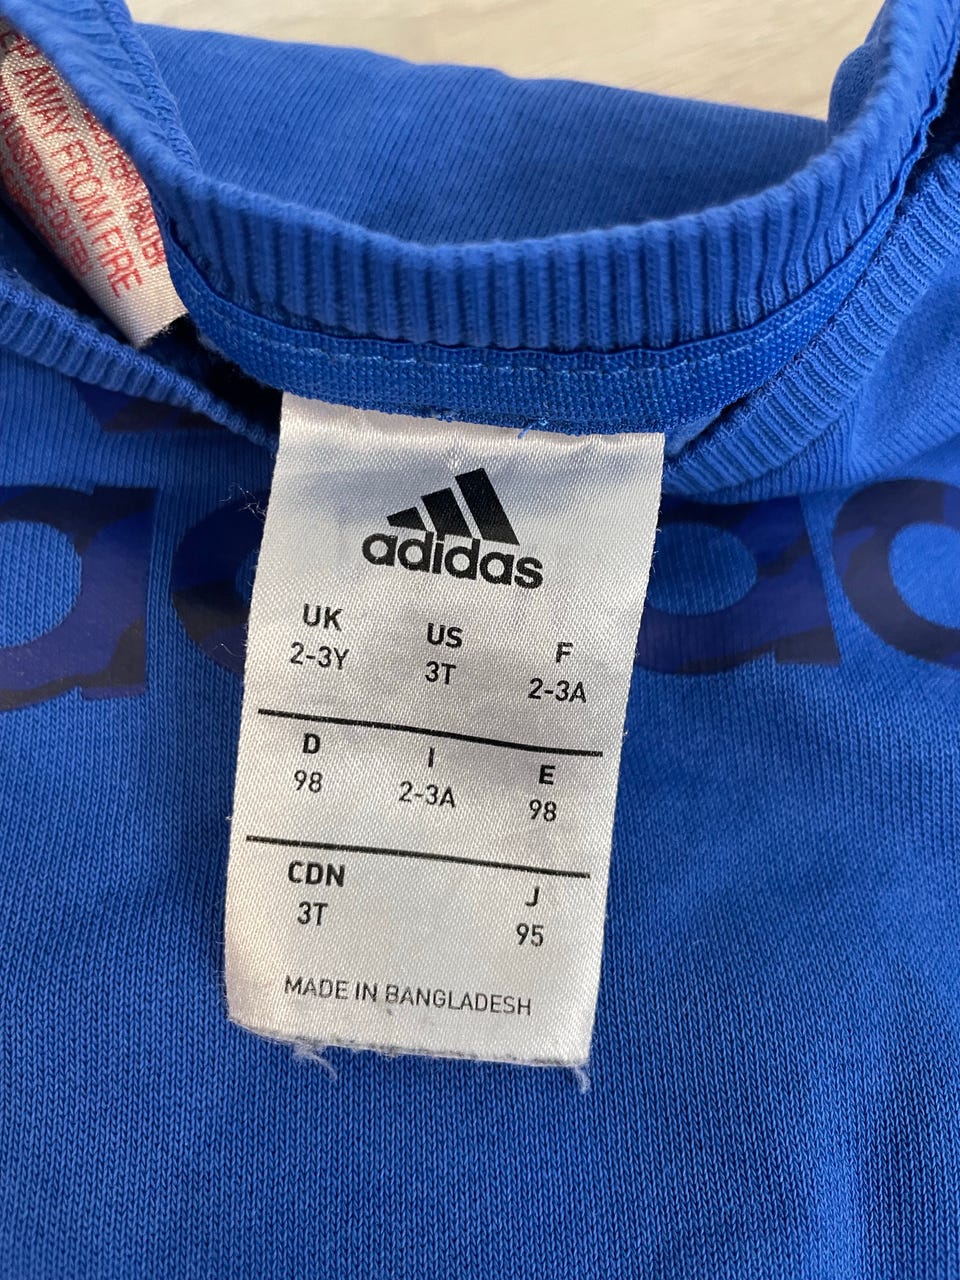 AWAY FROM FIRE
adidas
UK US F
2-3Y 3T 2-3A
D I E
98 2-3A 98
CDN J
3T 95
MADE IN BANGLADESH